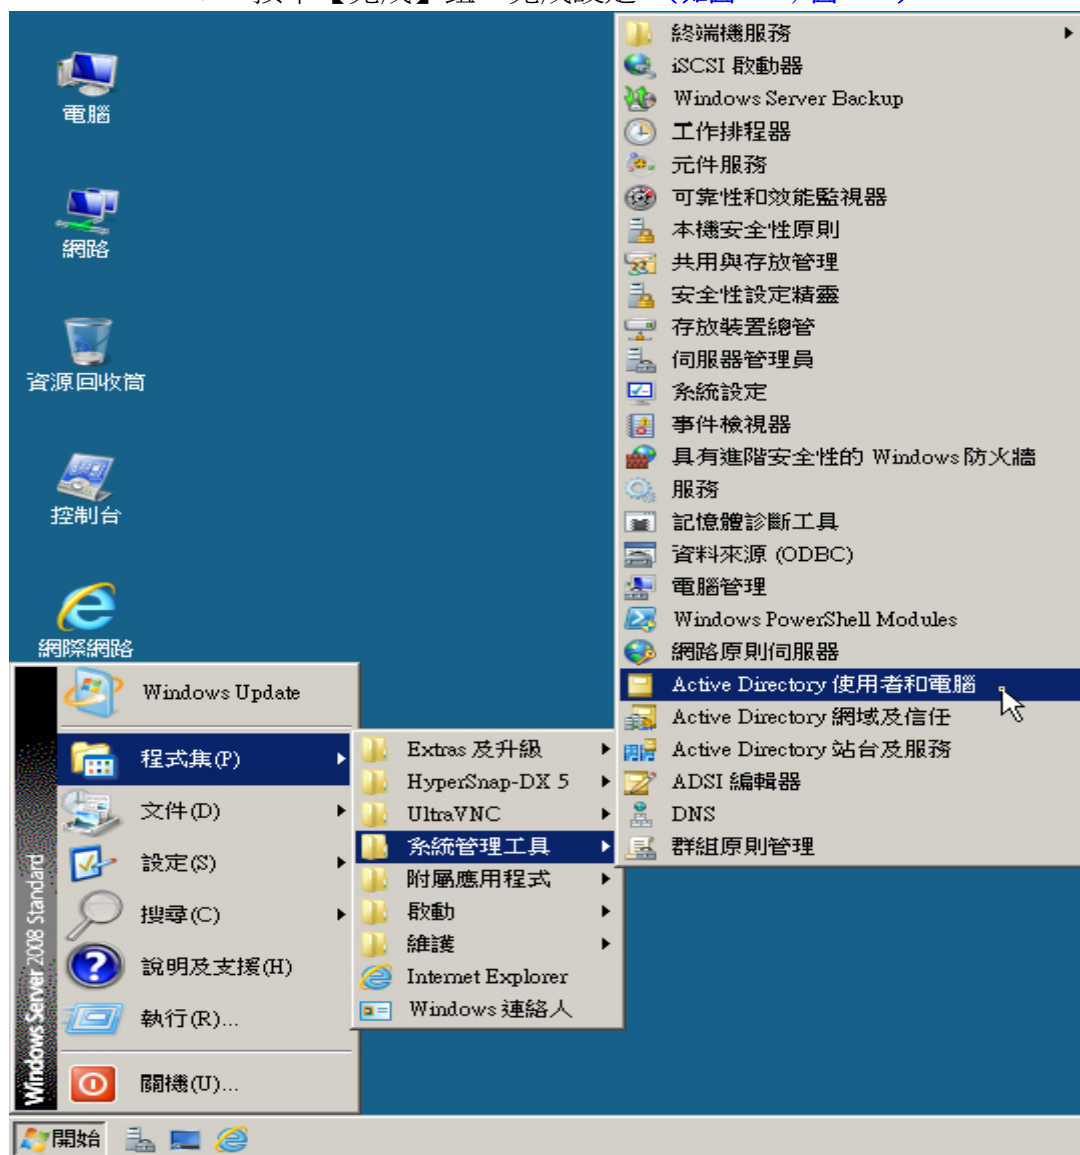 電腦
網路
資源回收筒
控制台
網際網路
Windows Server 2008 Standard
Windows Update
程式集(P)
文件(D)
設定(S)
搜尋(C)
說明及支援(H)
執行(R)...
關機(U)...
開始
Extras 及升級
HyperSnap-DX 5
UltraVNC
系統管理工具
附屬應用程式
啟動
維護
Internet Explorer
Windows 連絡人
終端機服務
iSCSI 啟動器
Windows Server Backup
工作排程器
元件服務
可靠性和效能監視器
本機安全性原則
共用與存放管理
安全性設定精靈
存放裝置總管
伺服器管理員
系統設定
事件檢視器
具有進階安全性的 Windows 防火牆
服務
記憶體診斷工具
資料來源 (ODBC)
電腦管理
Windows PowerShell Modules
網路原則伺服器
Active Directory 使用者和電腦
Active Directory 網域及信任
Active Directory 站台及服務
ADSI 編輯器
DNS
群組原則管理